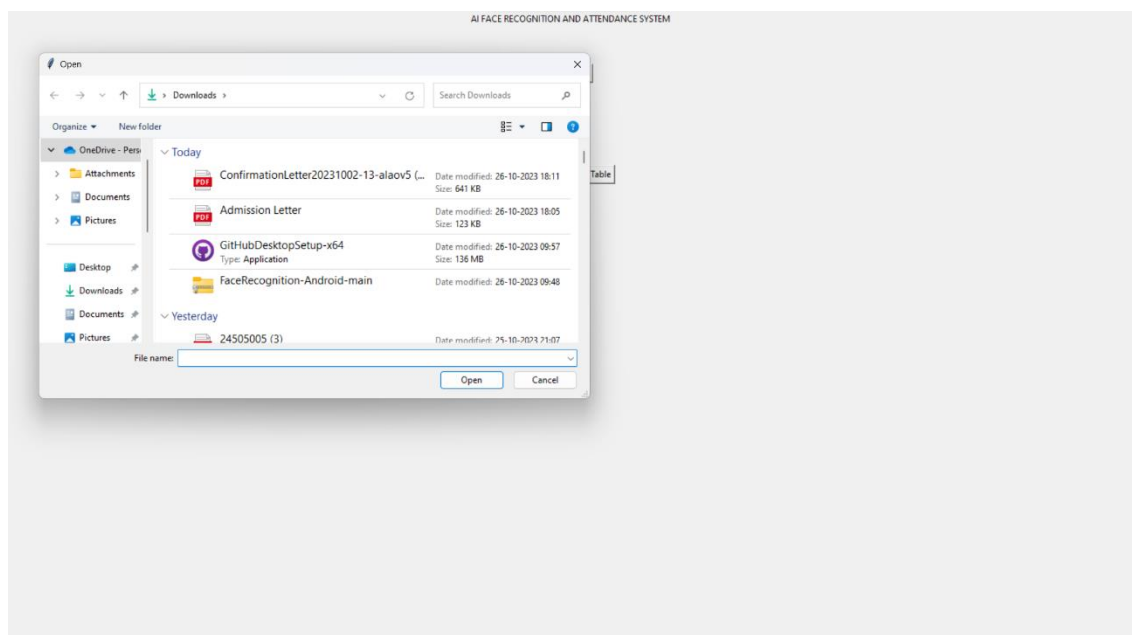 AI FACE RECOGNITION AND ATTENDANCE SYSTEM
Open
Downloads
Search Downloads
Organize
New folder
OneDrive - Pers
Attachments
Documents
Pictures
Desktop
Downloads
Documents
Pictures
Today
ConfirmationLetter20231002-13-alaov5 (... Date modified: 26-10-2023 18:11
Size: 641 KB
Admission Letter Date modified: 26-10-2023 18:05
Size: 123 KB
GitHubDesktopSetup-x64 Date modified: 26-10-2023 09:57
Type: Application Size: 136 MB
FaceRecognition-Android-main Date modified: 26-10-2023 09:48
Yesterday
24505005 (3) Date modified: 25-10-2023 21:07
Table
File name:
Open Cancel
PDF
PDF